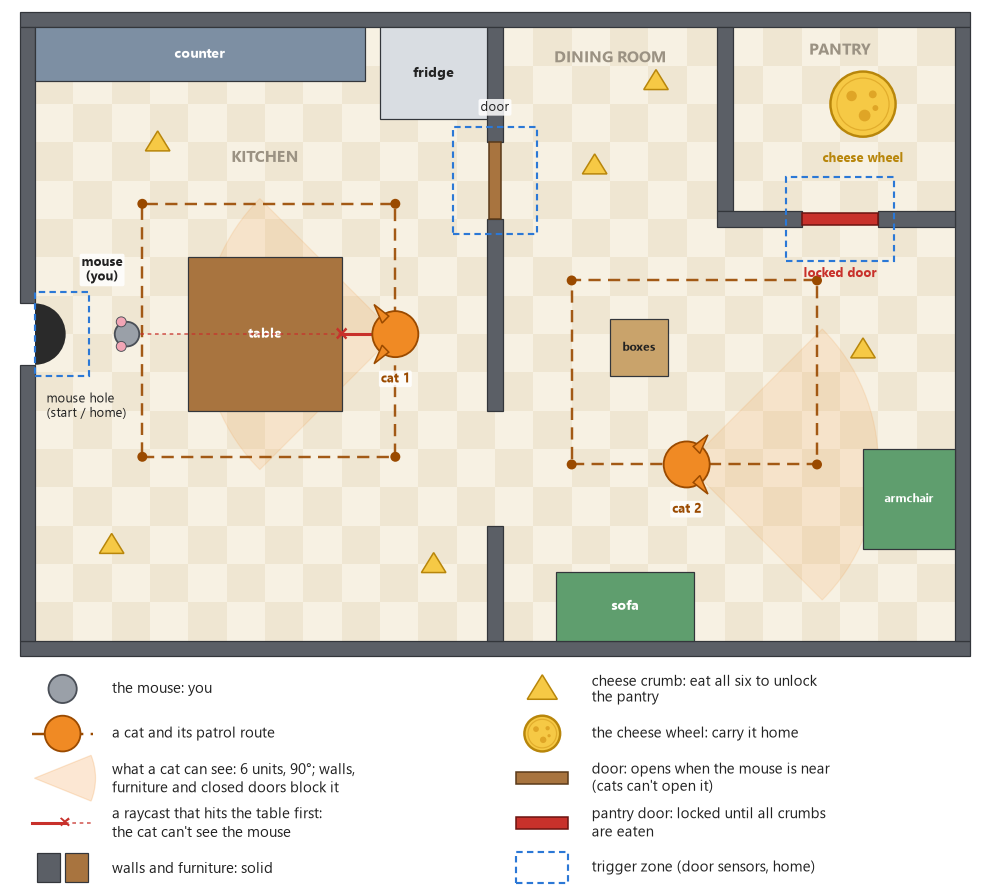 counter
fridge
door
DINING ROOM
PANTRY
cheese wheel
KITCHEN
mouse
(you)
locked door
table
cat 1
boxes
mouse hole
(start / home)
cat 2
armchair
sofa
the mouse: you
a cat and its patrol route
what a cat can see: 6 units, 90°; walls,
furniture and closed doors block it
a raycast that hits the table first:
the cat can't see the mouse
walls and furniture: solid
cheese crumb: eat all six to unlock
the pantry
the cheese wheel: carry it home
door: opens when the mouse is near
(cats can't open it)
pantry door: locked until all crumbs
are eaten
trigger zone (door sensors, home)